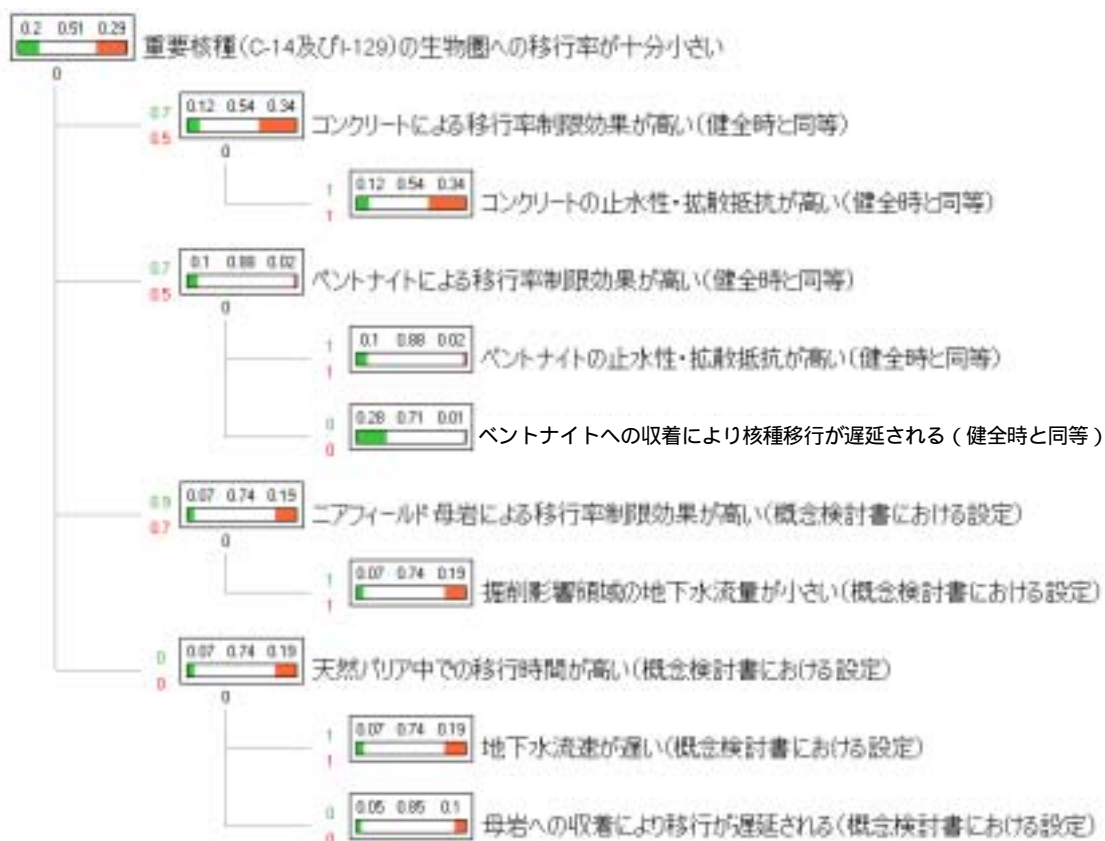 0.2 0.51 0.29
重要核種(C-14及びI-129)の生物圏への移行率が十分小さい
0
0.7
0.5
0.12 0.54 0.34
コンクリートによる移行率制限効果が高い(健全時と同等)
0
1
1
0.12 0.54 0.34
コンクリートの止水性・拡散抵抗が高い(健全時と同等)
0.7
0.5
0.1 0.88 0.02
ベントナイトによる移行率制限効果が高い(健全時と同等)
0
1
1
0.1 0.88 0.02
ベントナイトの止水性・拡散抵抗が高い(健全時と同等)
0
0
0.28 0.71 0.01
ベントナイトへの収着により核種移行が遅延される(健全時と同等)
0.9
0.7
0.07 0.74 0.19
ニアフィールド母岩による移行率制限効果が高い(概念検討書における設定)
0
1
1
0.07 0.74 0.19
掘削影響領域の地下水流量が小さい(概念検討書における設定)
0
0
0.07 0.74 0.19
天然バリア中での移行時間が高い(概念検討書における設定)
0
1
1
0.07 0.74 0.19
地下水流速が遅い(概念検討書における設定)
0
0
0.05 0.85 0.1
母岩への収着により移行が遅延される(概念検討書における設定)